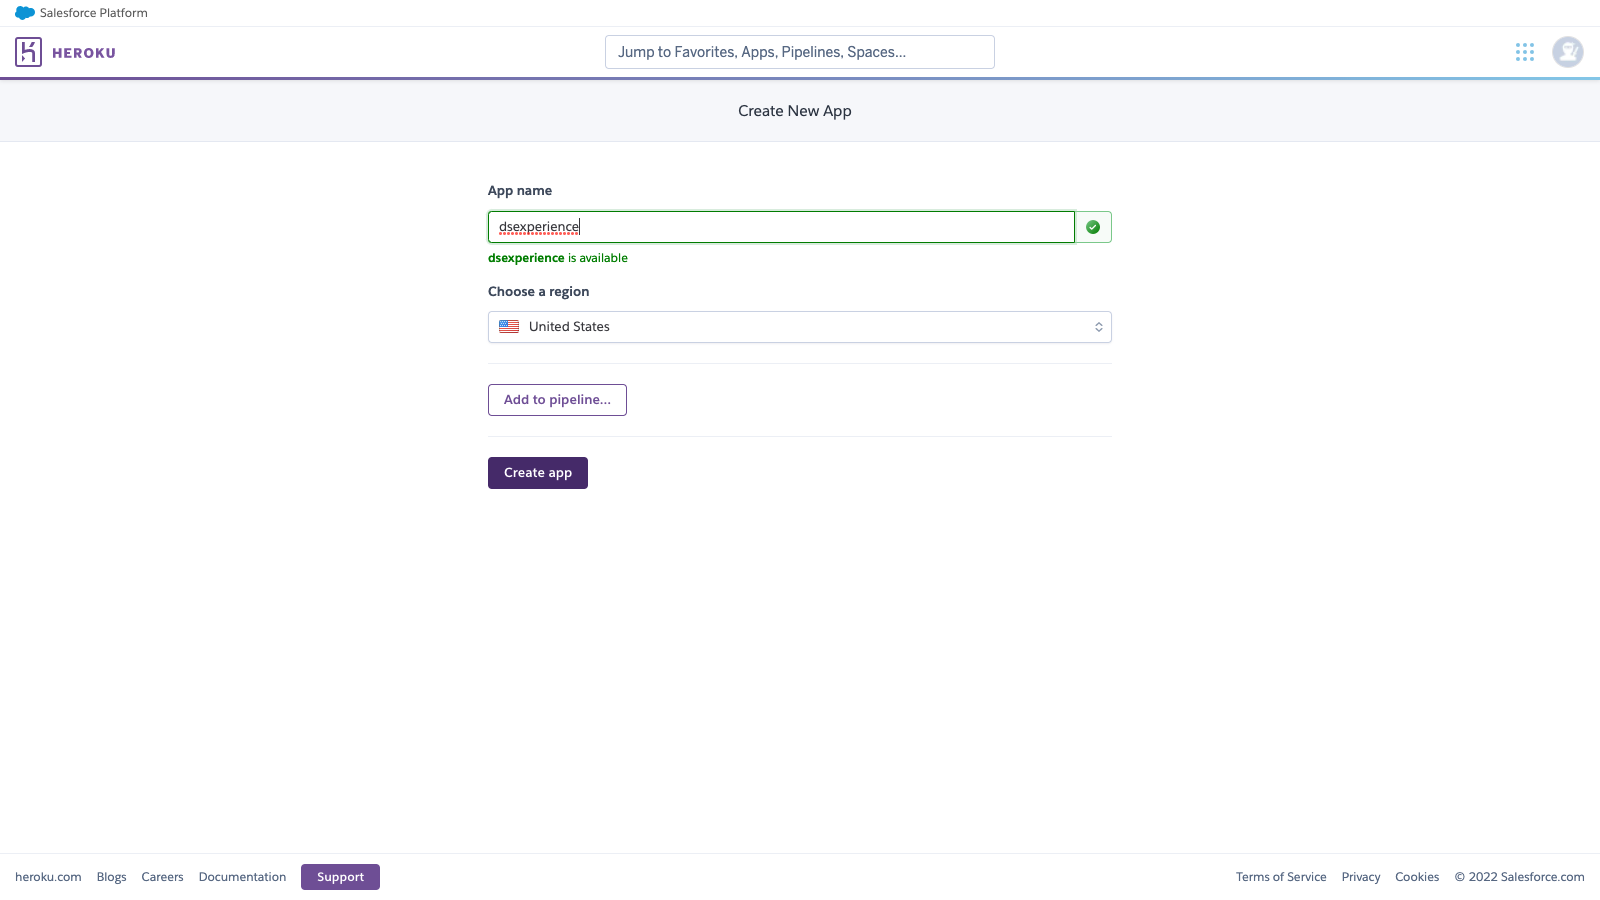 Salesforce Platform
HEROKU
Jump to Favorites, Apps, Pipelines, Spaces...
Create New App
App name
dsexperience
dsexperience is available
Choose a region
United States
Add to pipeline...
Create app
heroku.com Blogs Careers Documentation Support
Terms of Service Privacy Cookies © 2022 Salesforce.com